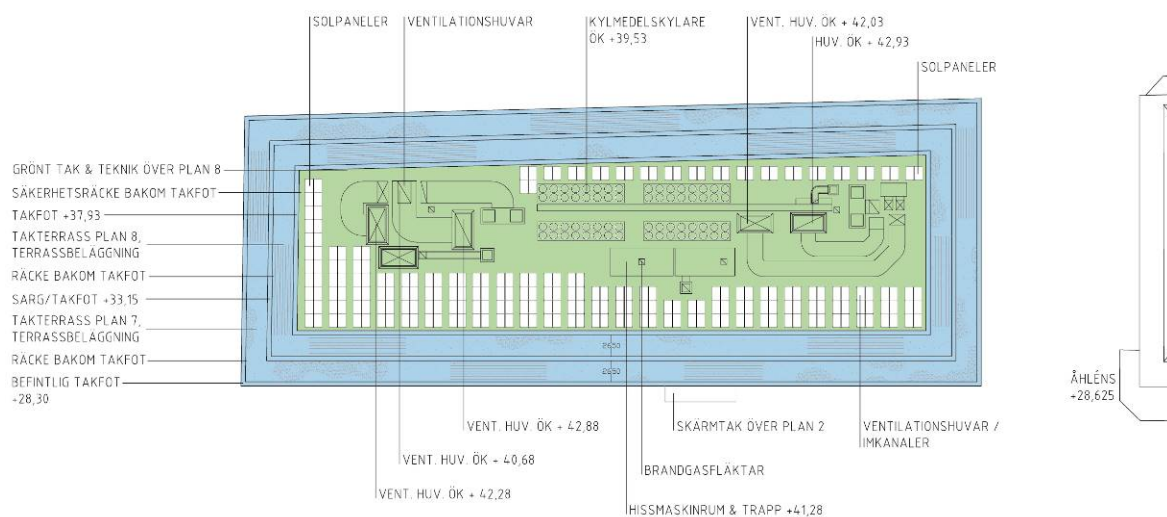 SOLPANELER
VENTILATIONSHUVAR
KYLMEDELSKYLARE
ÖK +39,53
VENT. HUV. ÖK + 42,03
HUV. ÖK + 42,93
SOLPANELER
GRÖNT TAK & TEKNIK ÖVER PLAN 8
SÄKERHETSRÄCKE BAKOM TAKFOT
TAKFOT +37,93
TAKTERRASS PLAN 8,
TERRASSBELÄGGNING
RÄCKE BAKOM TAKFOT
SARG/TAKFOT +33,15
TAKTERRASS PLAN 7,
TERRASSBELÄGGNING
RÄCKE BAKOM TAKFOT
BEFINTLIG TAKFOT
+28,30
2650
2650
ÅHLÉNS
+28,625
VENT. HUV. ÖK + 42,88
SKÄRMTAK ÖVER PLAN 2
VENTILATIONSHUVAR /
IMKANALER
VENT. HUV. ÖK + 40,68
BRANDGASFLÄKTAR
VENT. HUV. ÖK + 42,28
HISSMASKINRUM & TRAPP +41,28